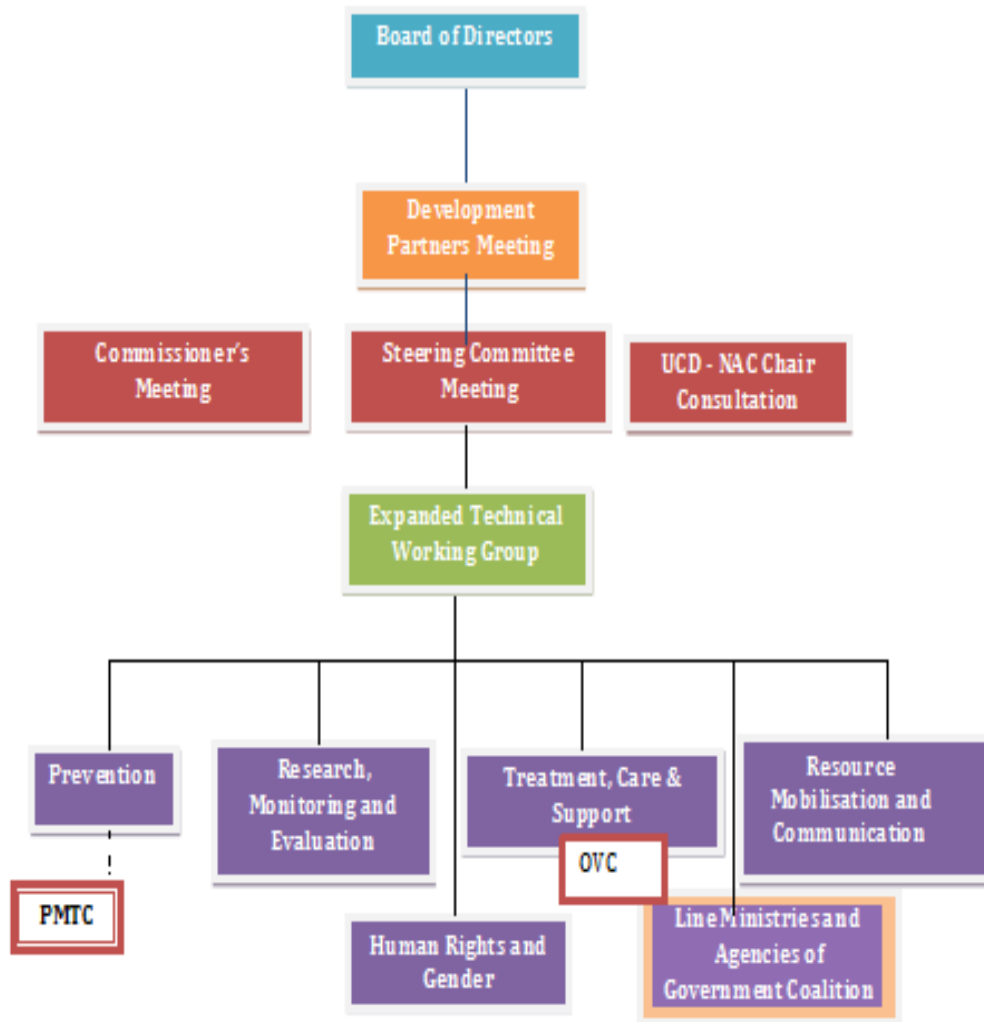 Board of Directors
Development
Partners Meeting
Commissioner's
Meeting
Steering Committee
Meeting
UCD - NAC Chair
Consultation
Expanded Technical
Working Group
Prevention
Research,
Monitoring and
Evaluation
Treatment, Care &
Support
Resource
Mobilisation and
Communication
OVC
PMTC
Human Rights and
Gender
Line Ministries and
Agencies of
Government Coalition